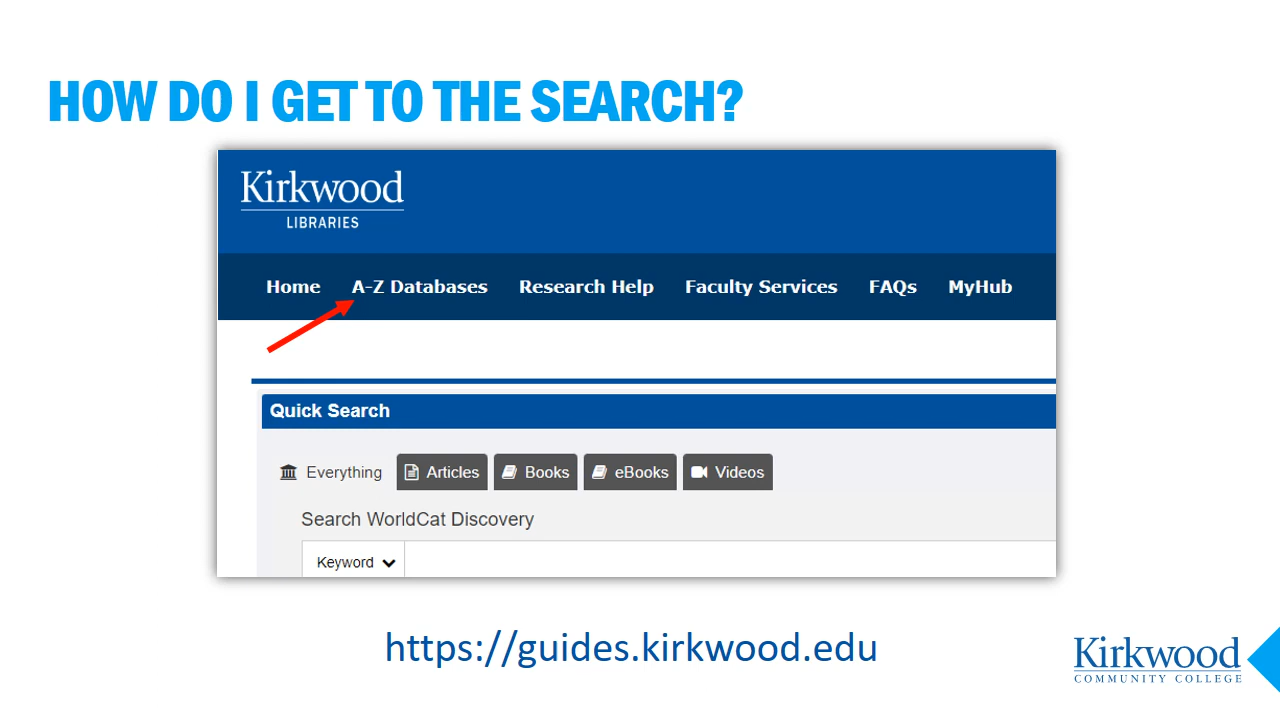 HOW DO I GET TO THE SEARCH?
Kirkwood
LIBRARIES
Home A-Z Databases Research Help Faculty Services FAQs MyHub
Quick Search
Everything Articles Books eBooks Videos
Search WorldCat Discovery
Keyword
https://guides.kirkwood.edu
Kirkwood
COMMUNITY COLLEGE